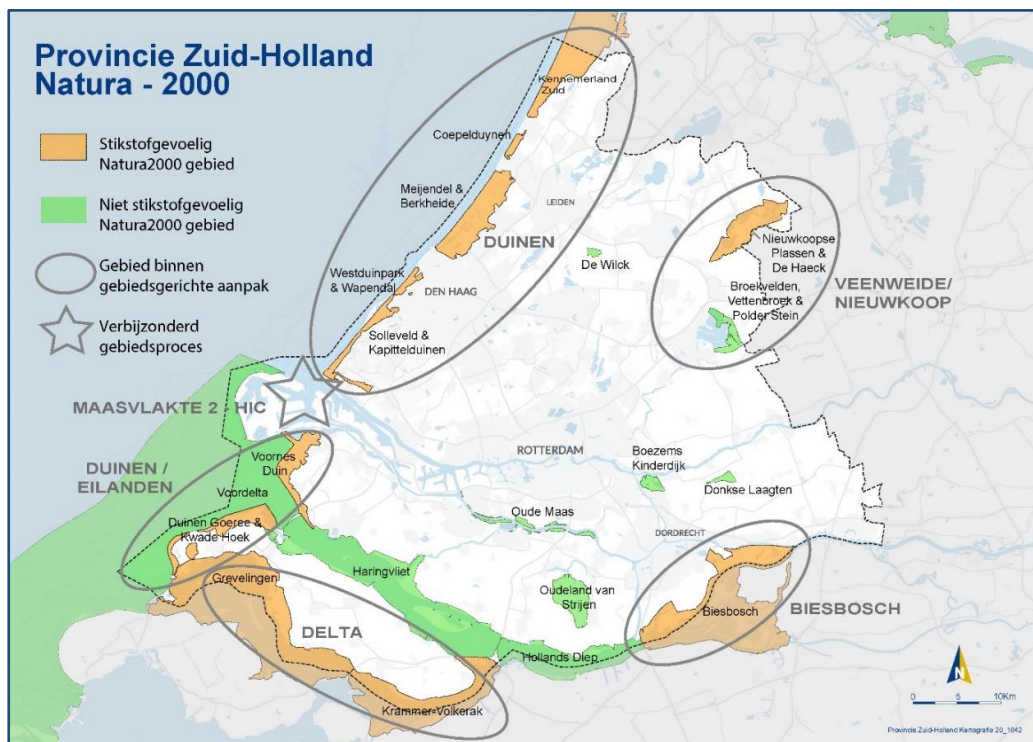 Provincie Zuid-Holland
Natura - 2000
Stikstofgevoelig
Natura2000 gebied
Niet stikstofgevoelig
Natura2000 gebied
Gebied binnen
gebiedsgerichte aanpak
Verbijzonderd
gebiedsproces
Kennemerland
Zuid
Coepelduynen
Meijendel &
Berkheide
LEIDEN
DUINEN
De Wilck
Nieuwkoopse
Plassen &
De Haeck
VEENWEIDE/
NIEUWKOOP
Broekvelden,
Vettenbroek &
Polder Stein
Westduinpark
& Wapendal
DEN HAAG
Solleveld &
Kapittelduinen
MAASVLAKTE 2 - HIC
DUINEN /
EILANDEN
Voornes
Duin
Voordelta
Duinen Goeree &
Kwade Hoek
ROTTERDAM
Boezems
Kinderdijk
Donkse Laagten
Oude Maas
DORDRECHT
Haringvliet
Grevelingen
Oudeland van
Strijen
Biesbosch
BIESBOSCH
DELTA
Hollands Diep
Krammer-Volkerak
N
0 5 10Km
Provincie Zuid-Holland Kartografie 20_1042